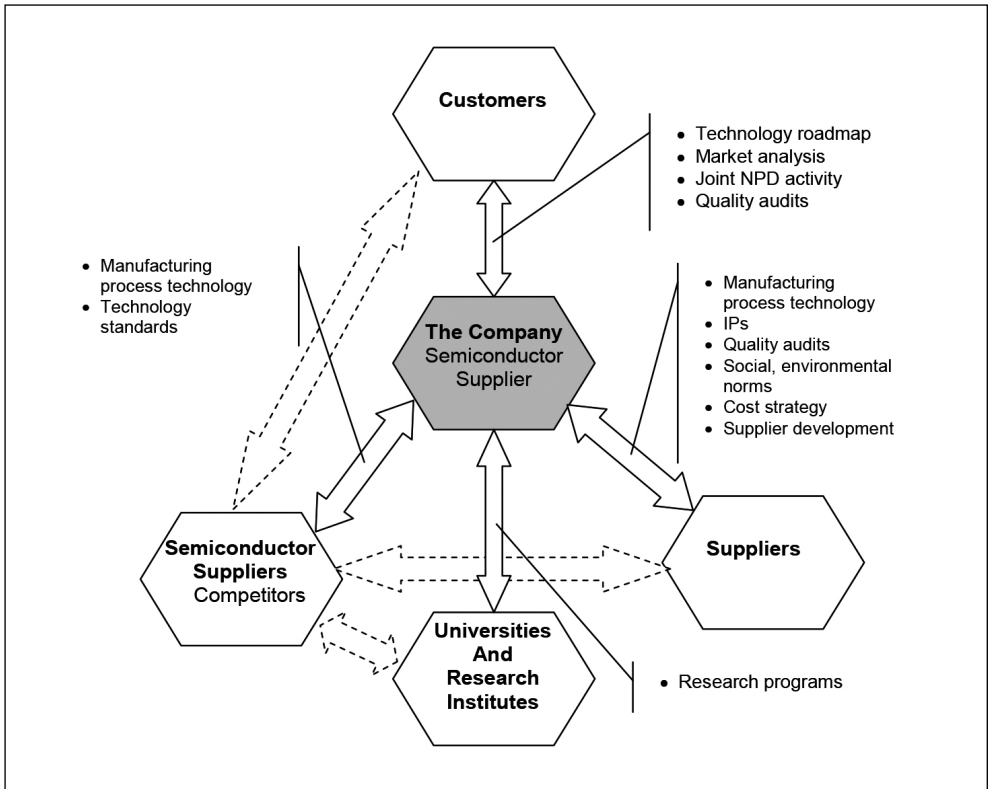 Customers
• Technology roadmap
• Market analysis
• Joint NPD activity
• Quality audits
• Manufacturing
process technology
• Technology
standards
• Manufacturing
process technology
• IPs
• Quality audits
• Social, environmental
norms
• Cost strategy
• Supplier development
The Company
Semiconductor
Supplier
Semiconductor
Suppliers
Competitors
Suppliers
Universities
And
Research
Institutes
• Research programs